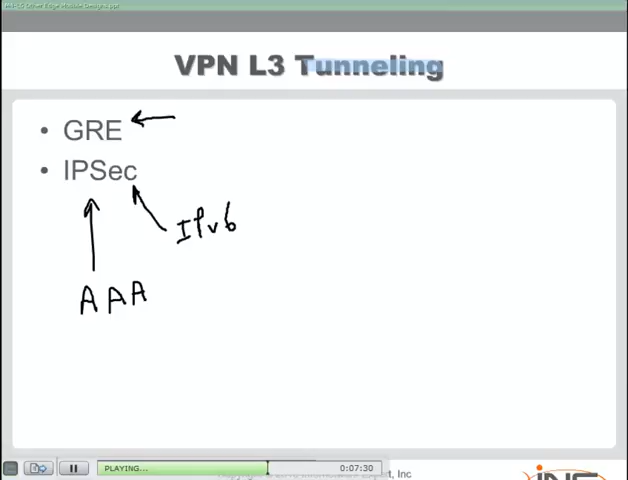 VPN L3 Tunneling
• GRE
• IPSec
IPv6
AAA
PLAYING...
0:07:30